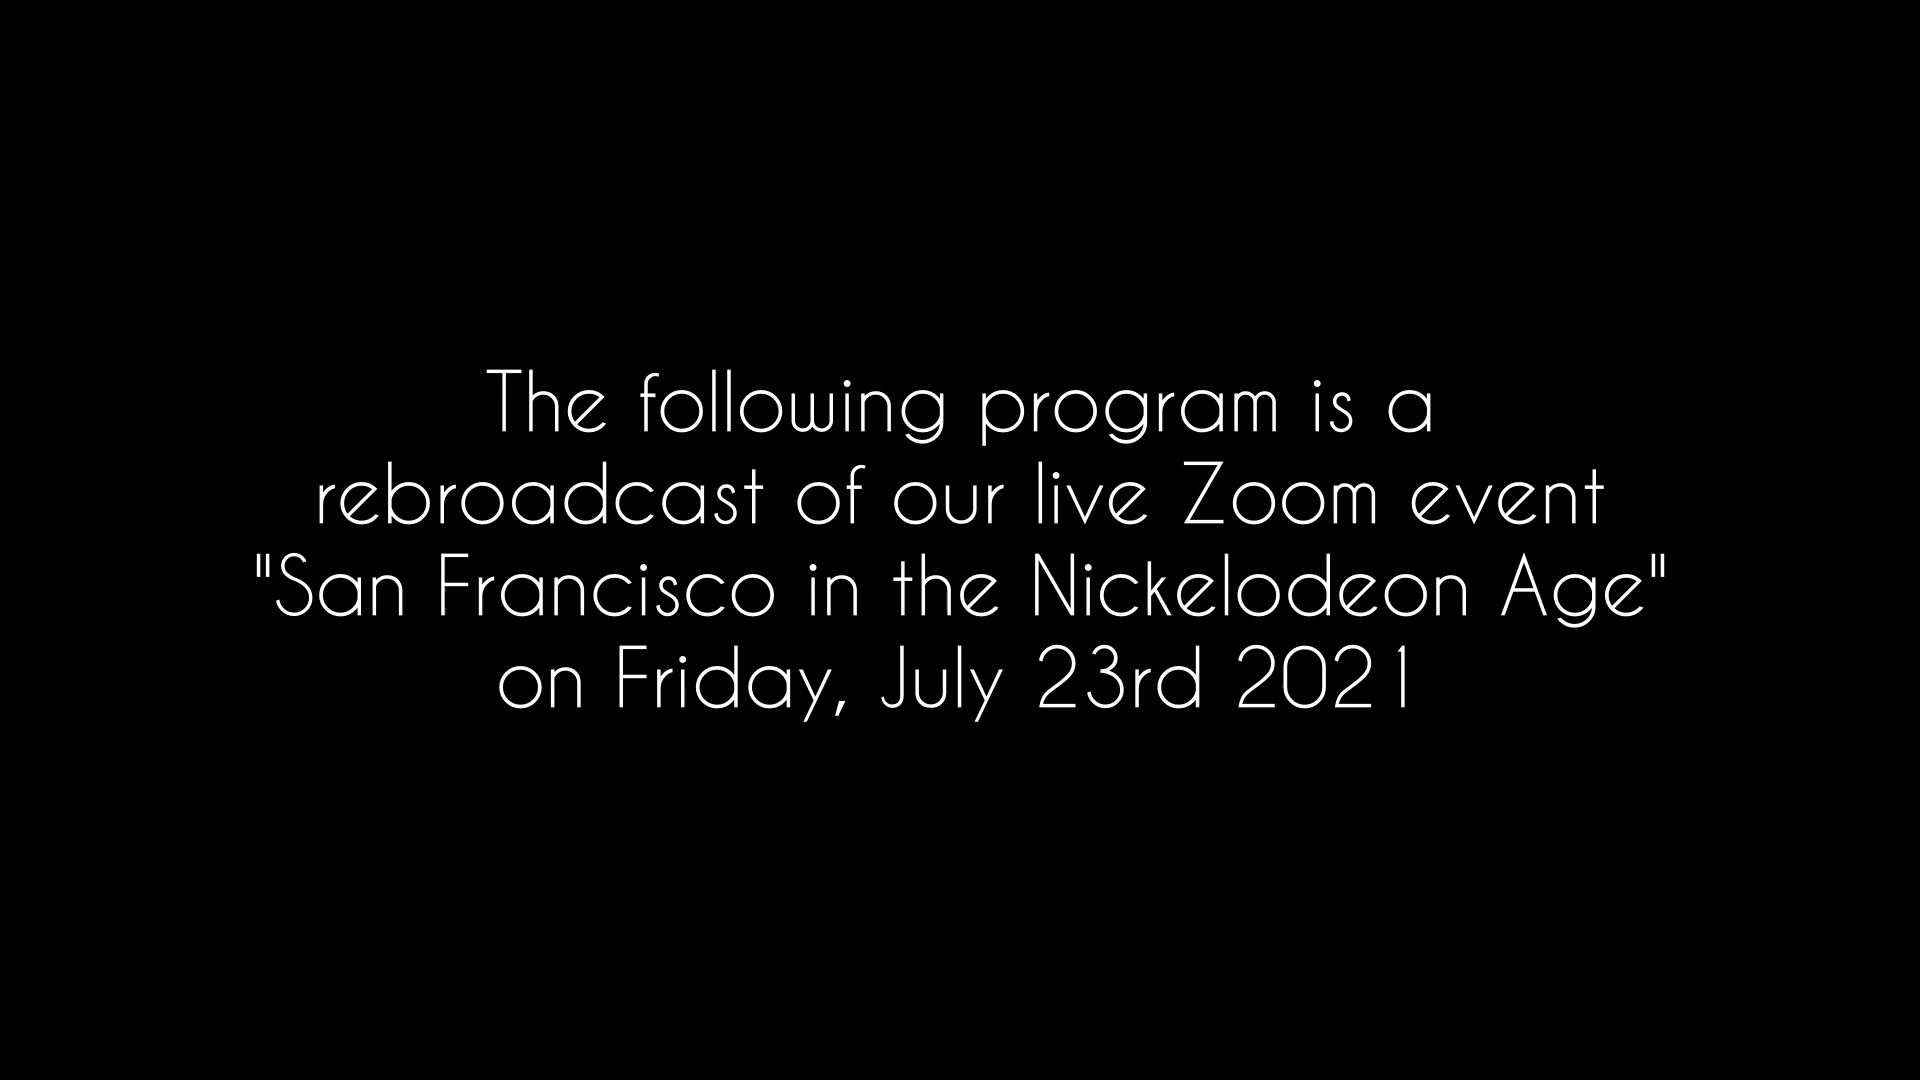 The following program is a
rebroadcast of our live Zoom event
"San Francisco in the Nickelodeon Age"
on Friday, July 23rd 2021